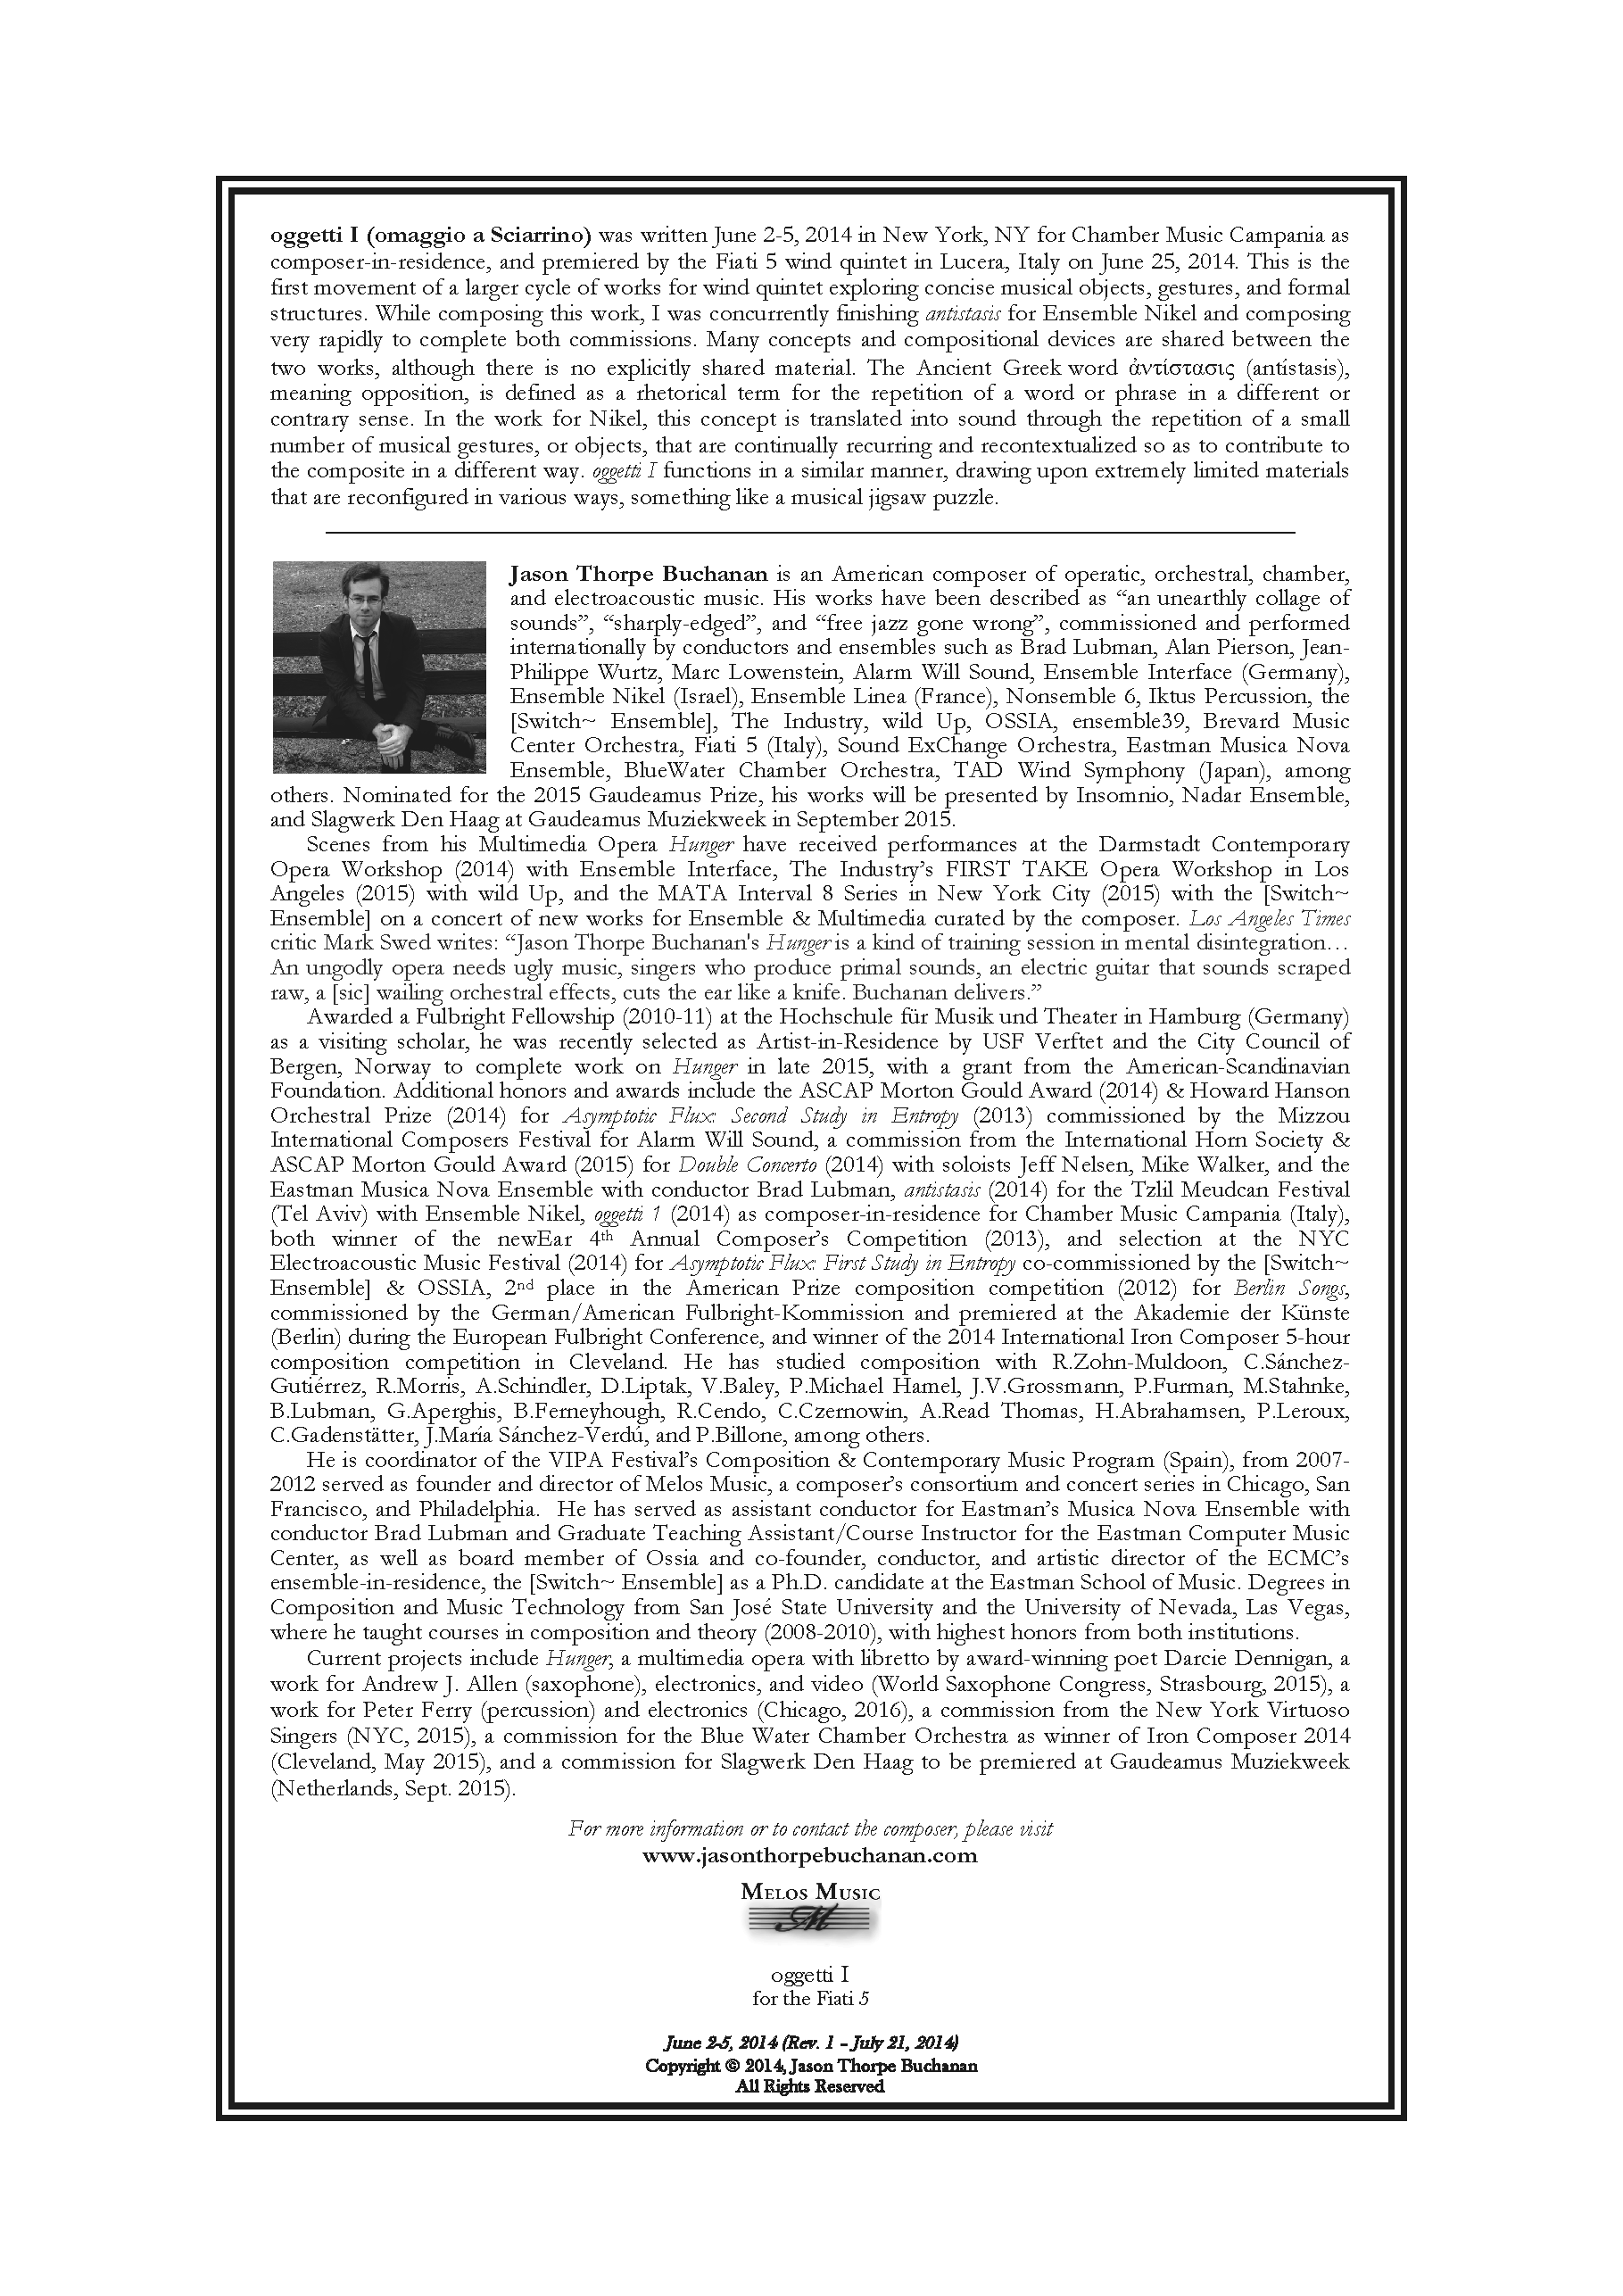 oggetti I (omaggio a Sciarrino) was written June 2-5, 2014 in New York, NY for Chamber Music Campania as
composer-in-residence, and premiered by the Fiati 5 wind quintet in Lucera, Italy on June 25, 2014. This is the
first movement of a larger cycle of works for wind quintet exploring concise musical objects, gestures, and formal
structures. While composing this work, I was concurrently finishing antistasis for Ensemble Nikel and composing
very rapidly to complete both commissions. Many concepts and compositional devices are shared between the
two works, although there is no explicitly shared material. The Ancient Greek word ἀντίστασις (antístasis),
meaning opposition, is defined as a rhetorical term for the repetition of a word or phrase in a different or
contrary sense. In the work for Nikel, this concept is translated into sound through the repetition of a small
number of musical gestures, or objects, that are continually recurring and recontextualized so as to contribute to
the composite in a different way. oggetti I functions in a similar manner, drawing upon extremely limited materials
that are reconfigured in various ways, something like a musical jigsaw puzzle.
Jason Thorpe Buchanan is an American composer of operatic, orchestral, chamber,
and electroacoustic music. His works have been described as “an unearthly collage of
sounds”, “sharply-edged”, and “free jazz gone wrong”, commissioned and performed
internationally by conductors and ensembles such as Brad Lubman, Alan Pierson, Jean-
Philippe Wurtz, Marc Lowenstein, Alarm Will Sound, Ensemble Interface (Germany),
Ensemble Nikel (Israel), Ensemble Linea (France), Nonsemble 6, Iktus Percussion, the
[Switch~ Ensemble], The Industry, wild Up, OSSIA, ensemble39, Brevard Music
Center Orchestra, Fiati 5 (Italy), Sound ExChange Orchestra, Eastman Musica Nova
Ensemble, BlueWater Chamber Orchestra, TAD Wind Symphony (Japan), among
others. Nominated for the 2015 Gaudeamus Prize, his works will be presented by Insomnio, Nadar Ensemble,
and Slagwerk Den Haag at Gaudeamus Muziekweek in September 2015.
Scenes from his Multimedia Opera Hunger have received performances at the Darmstadt Contemporary
Opera Workshop (2014) with Ensemble Interface, The Industry’s FIRST TAKE Opera Workshop in Los
Angeles (2015) with wild Up, and the MATA Interval 8 Series in New York City (2015) with the [Switch~
Ensemble] on a concert of new works for Ensemble & Multimedia curated by the composer. Los Angeles Times
critic Mark Swed writes: “Jason Thorpe Buchanan's Hunger is a kind of training session in mental disintegration…
An ungodly opera needs ugly music, singers who produce primal sounds, an electric guitar that sounds scraped
raw, a [sic] wailing orchestral effects, cuts the ear like a knife. Buchanan delivers.”
Awarded a Fulbright Fellowship (2010-11) at the Hochschule für Musik und Theater in Hamburg (Germany)
as a visiting scholar, he was recently selected as Artist-in-Residence by USF Verftet and the City Council of
Bergen, Norway to complete work on Hunger in late 2015, with a grant from the American-Scandinavian
Foundation. Additional honors and awards include the ASCAP Morton Gould Award (2014) & Howard Hanson
Orchestral Prize (2014) for Asymptotic Flux: Second Study in Entropy (2013) commissioned by the Mizzou
International Composers Festival for Alarm Will Sound, a commission from the International Horn Society &
ASCAP Morton Gould Award (2015) for Double Concerto (2014) with soloists Jeff Nelsen, Mike Walker, and the
Eastman Musica Nova Ensemble with conductor Brad Lubman, antistasis (2014) for the Tzlil Meudcan Festival
(Tel Aviv) with Ensemble Nikel, oggetti 1 (2014) as composer-in-residence for Chamber Music Campania (Italy),
both winner of the newEar 4th Annual Composer’s Competition (2013), and selection at the NYC
Electroacoustic Music Festival (2014) for Asymptotic Flux: First Study in Entropy co-commissioned by the [Switch~
Ensemble] & OSSIA, 2nd place in the American Prize composition competition (2012) for Berlin Songs,
commissioned by the German/American Fulbright-Kommission and premiered at the Akademie der Künste
(Berlin) during the European Fulbright Conference, and winner of the 2014 International Iron Composer 5-hour
composition competition in Cleveland. He has studied composition with R.Zohn-Muldoon, C.Sánchez-
Gutiérrez, R.Morris, A.Schindler, D.Liptak, V.Baley, P.Michael Hamel, J.V.Grossmann, P.Furman, M.Stahnke,
B.Lubman, G.Aperghis, B.Ferneyhough, R.Cendo, C.Czernowin, A.Read Thomas, H.Abrahamsen, P.Leroux,
C.Gadenstätter, J.María Sánchez-Verdú, and P.Billone, among others.
He is coordinator of the VIPA Festival’s Composition & Contemporary Music Program (Spain), from 2007-
2012 served as founder and director of Melos Music, a composer’s consortium and concert series in Chicago, San
Francisco, and Philadelphia. He has served as assistant conductor for Eastman’s Musica Nova Ensemble with
conductor Brad Lubman and Graduate Teaching Assistant/Course Instructor for the Eastman Computer Music
Center, as well as board member of Ossia and co-founder, conductor, and artistic director of the ECMC’s
ensemble-in-residence, the [Switch~ Ensemble] as a Ph.D. candidate at the Eastman School of Music. Degrees in
Composition and Music Technology from San José State University and the University of Nevada, Las Vegas,
where he taught courses in composition and theory (2008-2010), with highest honors from both institutions.
Current projects include Hunger, a multimedia opera with libretto by award-winning poet Darcie Dennigan, a
work for Andrew J. Allen (saxophone), electronics, and video (World Saxophone Congress, Strasbourg, 2015), a
work for Peter Ferry (percussion) and electronics (Chicago, 2016), a commission from the New York Virtuoso
Singers (NYC, 2015), a commission for the Blue Water Chamber Orchestra as winner of Iron Composer 2014
(Cleveland, May 2015), and a commission for Slagwerk Den Haag to be premiered at Gaudeamus Muziekweek
(Netherlands, Sept. 2015).
For more information or to contact the composer, please visit
www.jasonthorpebuchanan.com
MELOS MUSIC
M
oggetti I
for the Fiati 5
June 2-5, 2014 (Rev. 1 – July 21, 2014)
Copyright © 2014, Jason Thorpe Buchanan
All Rights Reserved